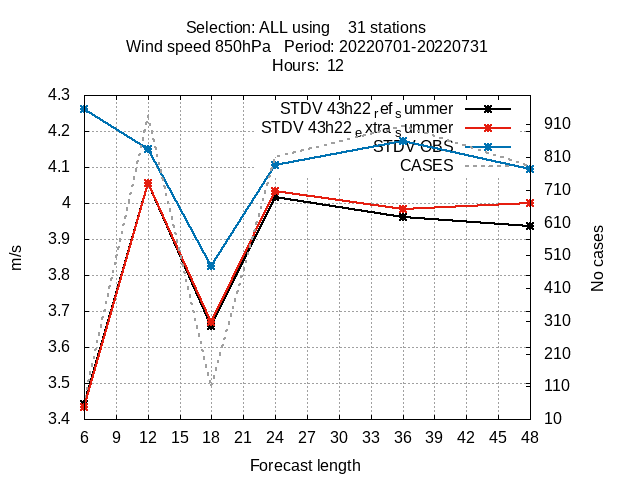 Selection: ALL using    31 stations
Wind speed 850hPa   Period: 20220701-20220731
Hours:  12
STDV 43h22 ref summer
STDV 43h22 extra summer
STDV OBS
CASES
4.3
4.2
4.1
4
3.9
3.8
3.7
3.6
3.5
3.4
m/s
910
810
710
610
510
410
310
210
110
10
No cases
6 9 12 15 18 21 24 27 30 33 36 39 42 45 48
Forecast length